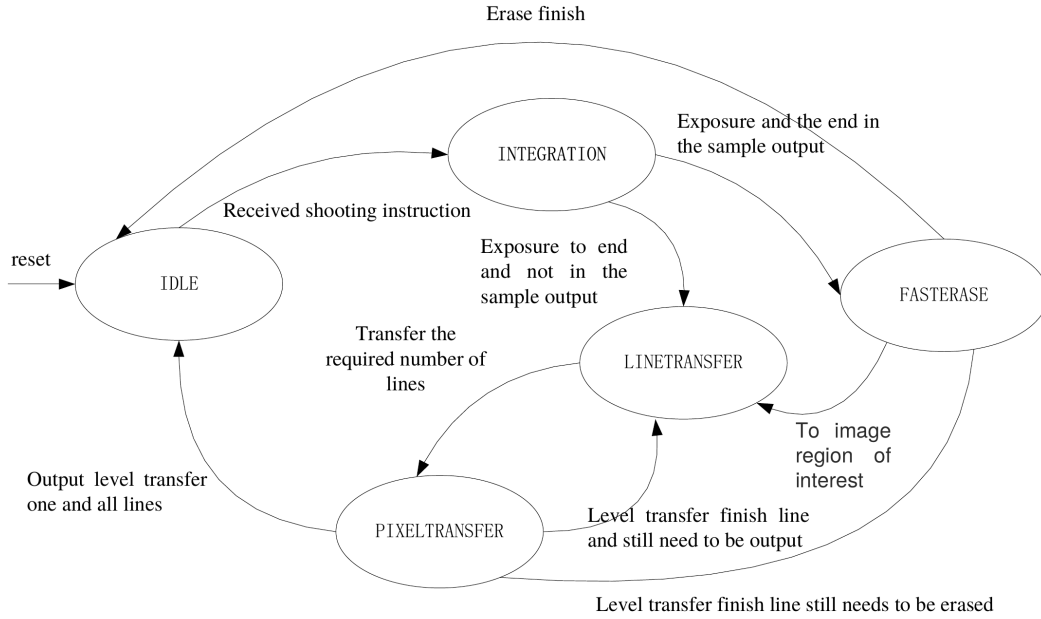 Erase finish
Exposure and the end in
the sample output
INTEGRATION
Received shooting instruction
reset
IDLE
Exposure to end
and not in the
sample output
FASTERASE
Transfer the
required number of
lines
LINETRANSFER
To image
region of
interest
Output level transfer
one and all lines
PIXELTRANSFER
Level transfer finish line
and still need to be output
Level transfer finish line still needs to be erased